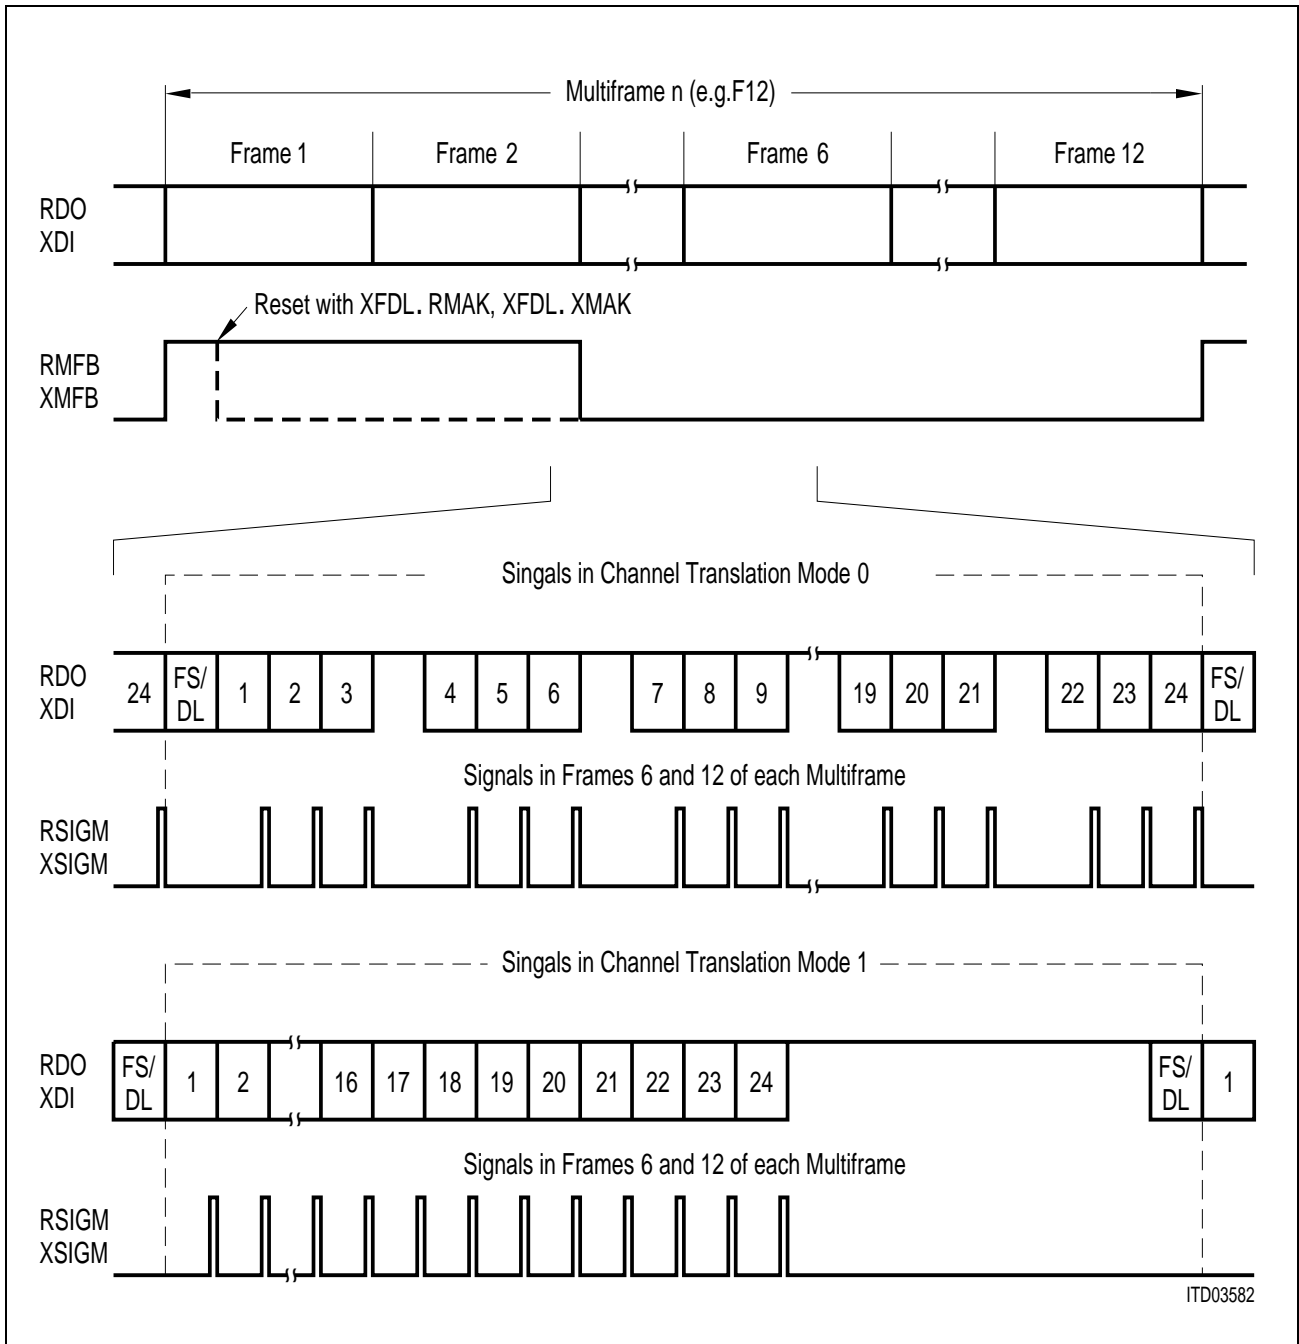 Multiframe n (e.g.F12)
Frame 1 Frame 2 Frame 6 Frame 12
RDO
XDI
Reset with XFDL. RMAK, XFDL. XMAK
RMFB
XMFB
Singals in Channel Translation Mode 0
RDO
XDI
24 FS/DL 1 2 3 4 5 6 7 8 9 19 20 21 22 23 24 FS/DL
Signals in Frames 6 and 12 of each Multiframe
RSIGM
XSIGM
Singals in Channel Translation Mode 1
RDO
XDI
FS/DL 1 2 16 17 18 19 20 21 22 23 24 FS/DL 1
Signals in Frames 6 and 12 of each Multiframe
RSIGM
XSIGM
ITD03582